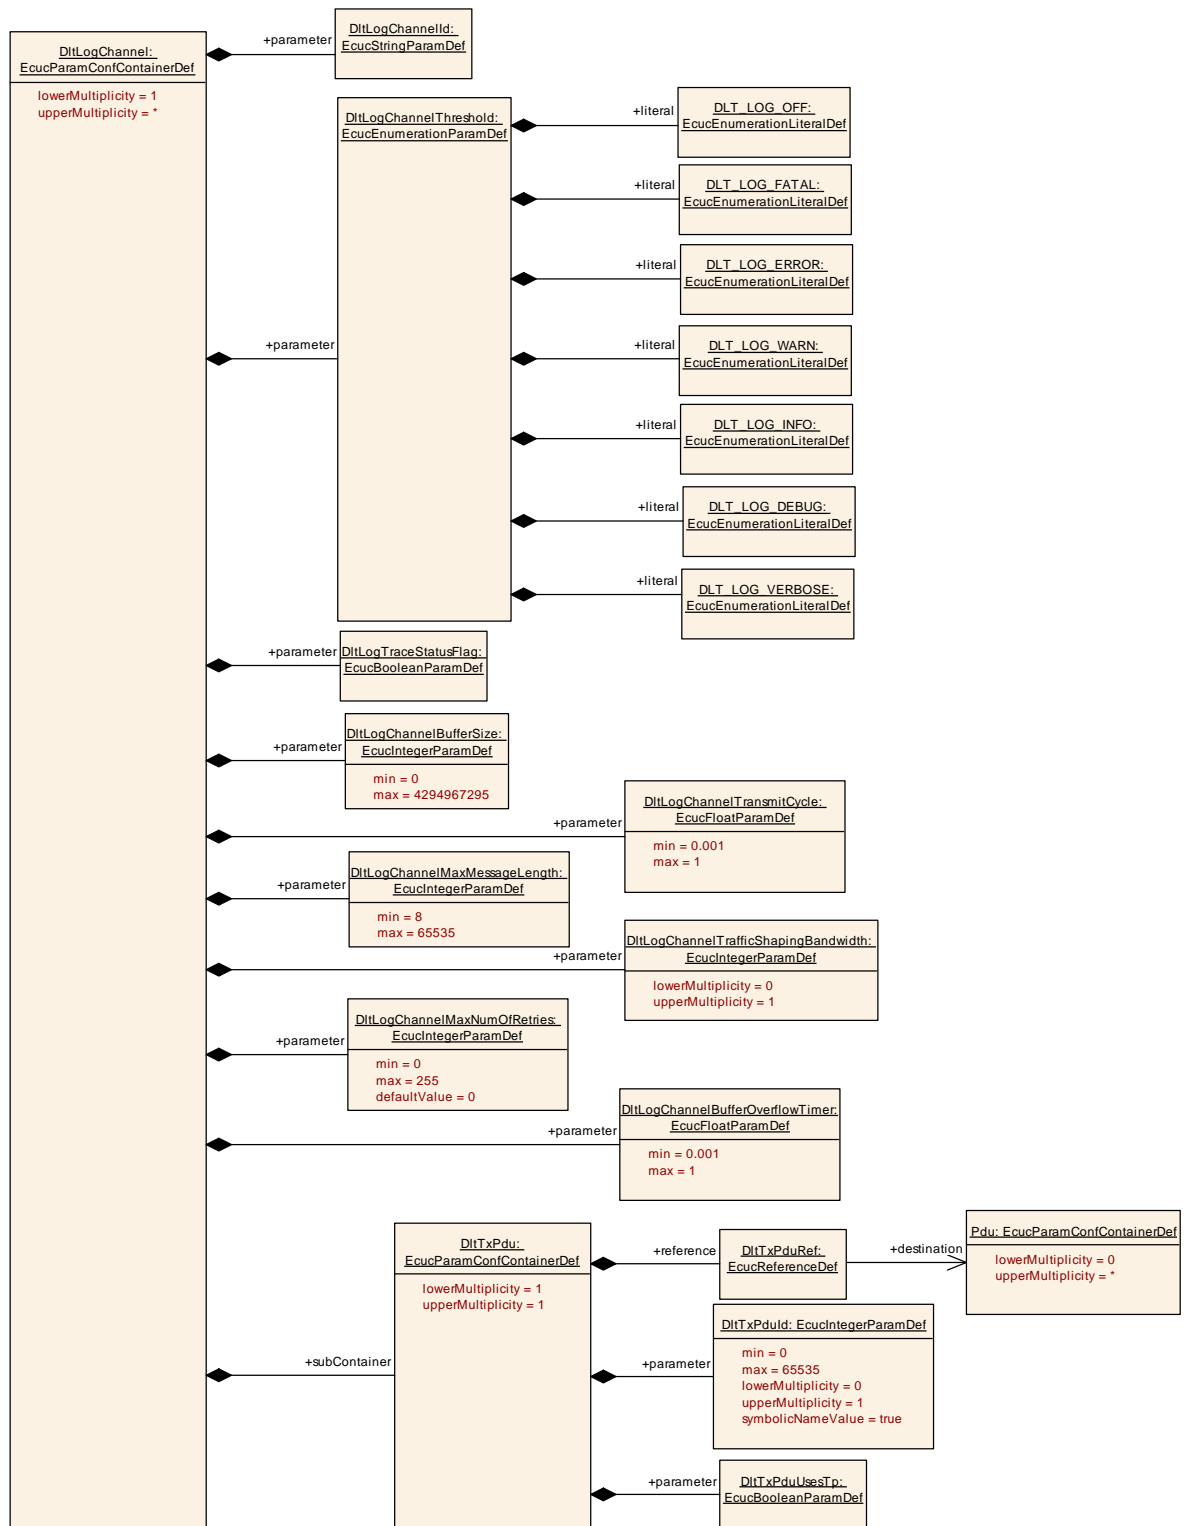 DltLogChannel:
EcucParamConfContainerDef
lowerMultiplicity = 1
upperMultiplicity = *
+parameter
DltLogChannelId:
EcucStringParamDef
+parameter
DltLogChannelThreshold:
EcucEnumerationParamDef
+literal
DLT_LOG_OFF:
EcucEnumerationLiteralDef
+literal
DLT_LOG_FATAL:
EcucEnumerationLiteralDef
+literal
DLT_LOG_ERROR:
EcucEnumerationLiteralDef
+literal
DLT_LOG_WARN:
EcucEnumerationLiteralDef
+literal
DLT_LOG_INFO:
EcucEnumerationLiteralDef
+literal
DLT_LOG_DEBUG:
EcucEnumerationLiteralDef
+literal
DLT_LOG_VERBOSE:
EcucEnumerationLiteralDef
+parameter
DltLogTraceStatusFlag:
EcucBooleanParamDef
+parameter
DltLogChannelBufferSize:
EcucIntegerParamDef
min = 0
max = 4294967295
+parameter
DltLogChannelTransmitCycle:
EcucFloatParamDef
min = 0.001
max = 1
+parameter
DltLogChannelMaxMessageLength:
EcucIntegerParamDef
min = 8
max = 65535
+parameter
DltLogChannelTrafficShapingBandwidth:
EcucIntegerParamDef
lowerMultiplicity = 0
upperMultiplicity = 1
+parameter
DltLogChannelMaxNumOfRetries:
EcucIntegerParamDef
min = 0
max = 255
defaultValue = 0
+parameter
DltLogChannelBufferOverflowTimer:
EcucFloatParamDef
min = 0.001
max = 1
+subContainer
DltTxPdu:
EcucParamConfContainerDef
lowerMultiplicity = 1
upperMultiplicity = 1
+reference
DltTxPduRef:
EcucReferenceDef
+destination
Pdu: EcucParamConfContainerDef
lowerMultiplicity = 0
upperMultiplicity = *
+parameter
DltTxPduId: EcucIntegerParamDef
min = 0
max = 65535
lowerMultiplicity = 0
upperMultiplicity = 1
symbolicNameValue = true
+parameter
DltTxPduUsesTp:
EcucBooleanParamDef